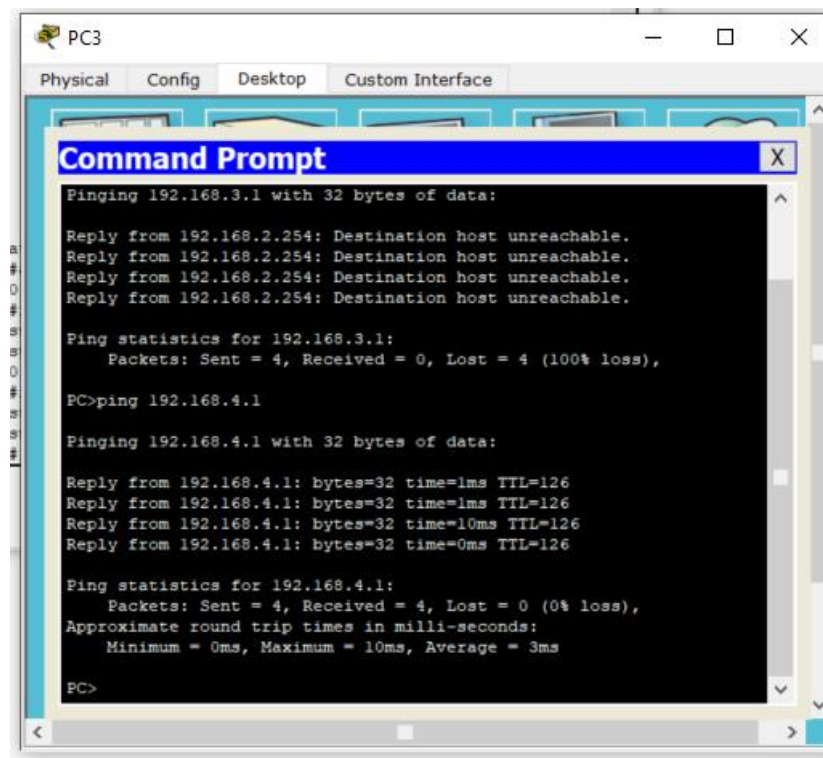 PC3
Physical Config Desktop Custom Interface
Command Prompt
X
Pinging 192.168.3.1 with 32 bytes of data:
Reply from 192.168.2.254: Destination host unreachable.
Reply from 192.168.2.254: Destination host unreachable.
Reply from 192.168.2.254: Destination host unreachable.
Reply from 192.168.2.254: Destination host unreachable.
Ping statistics for 192.168.3.1:
Packets: Sent = 4, Received = 0, Lost = 4 (100% loss),
PC>ping 192.168.4.1
Pinging 192.168.4.1 with 32 bytes of data:
Reply from 192.168.4.1: bytes=32 time=1ms TTL=126
Reply from 192.168.4.1: bytes=32 time=1ms TTL=126
Reply from 192.168.4.1: bytes=32 time=10ms TTL=126
Reply from 192.168.4.1: bytes=32 time=0ms TTL=126
Ping statistics for 192.168.4.1:
Packets: Sent = 4, Received = 4, Lost = 0 (0% loss),
Approximate round trip times in milli-seconds:
Minimum = 0ms, Maximum = 10ms, Average = 3ms
PC>